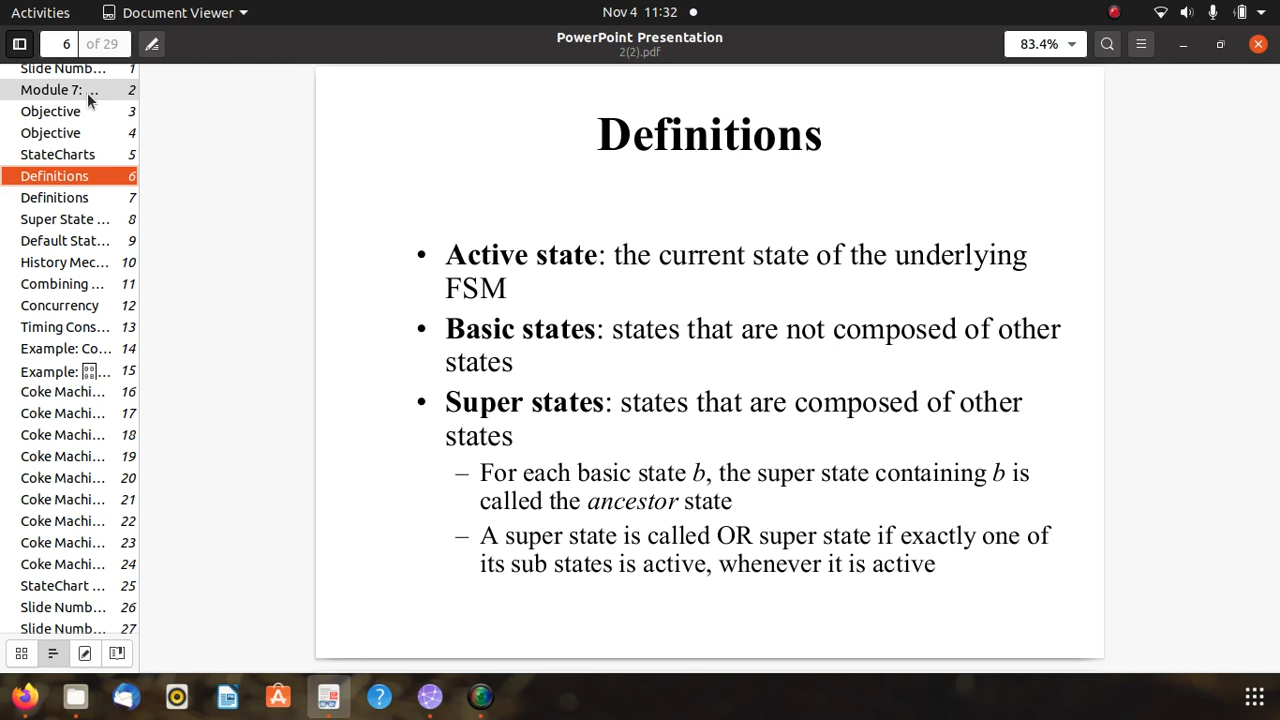 Activities
Document Viewer
Nov 4 11:32
6
of 29
PowerPoint Presentation
2(2).pdf
83.4%
Slide Numb... 1
Module 7: ... 2
Objective 3
Objective 4
StateCharts 5
Definitions 6
Definitions 7
Super State ... 8
Default Stat... 9
History Mec... 10
Combining ... 11
Concurrency 12
Timing Cons... 13
Example: Co... 14
Example: ... 15
Coke Machi... 16
Coke Machi... 17
Coke Machi... 18
Coke Machi... 19
Coke Machi... 20
Coke Machi... 21
Coke Machi... 22
Coke Machi... 23
Coke Machi... 24
StateChart ... 25
Slide Numb... 26
Slide Numb... 27
Definitions
• Active state: the current state of the underlying
FSM
• Basic states: states that are not composed of other
states
• Super states: states that are composed of other
states
– For each basic state b, the super state containing b is
called the ancestor state
– A super state is called OR super state if exactly one of
its sub states is active, whenever it is active